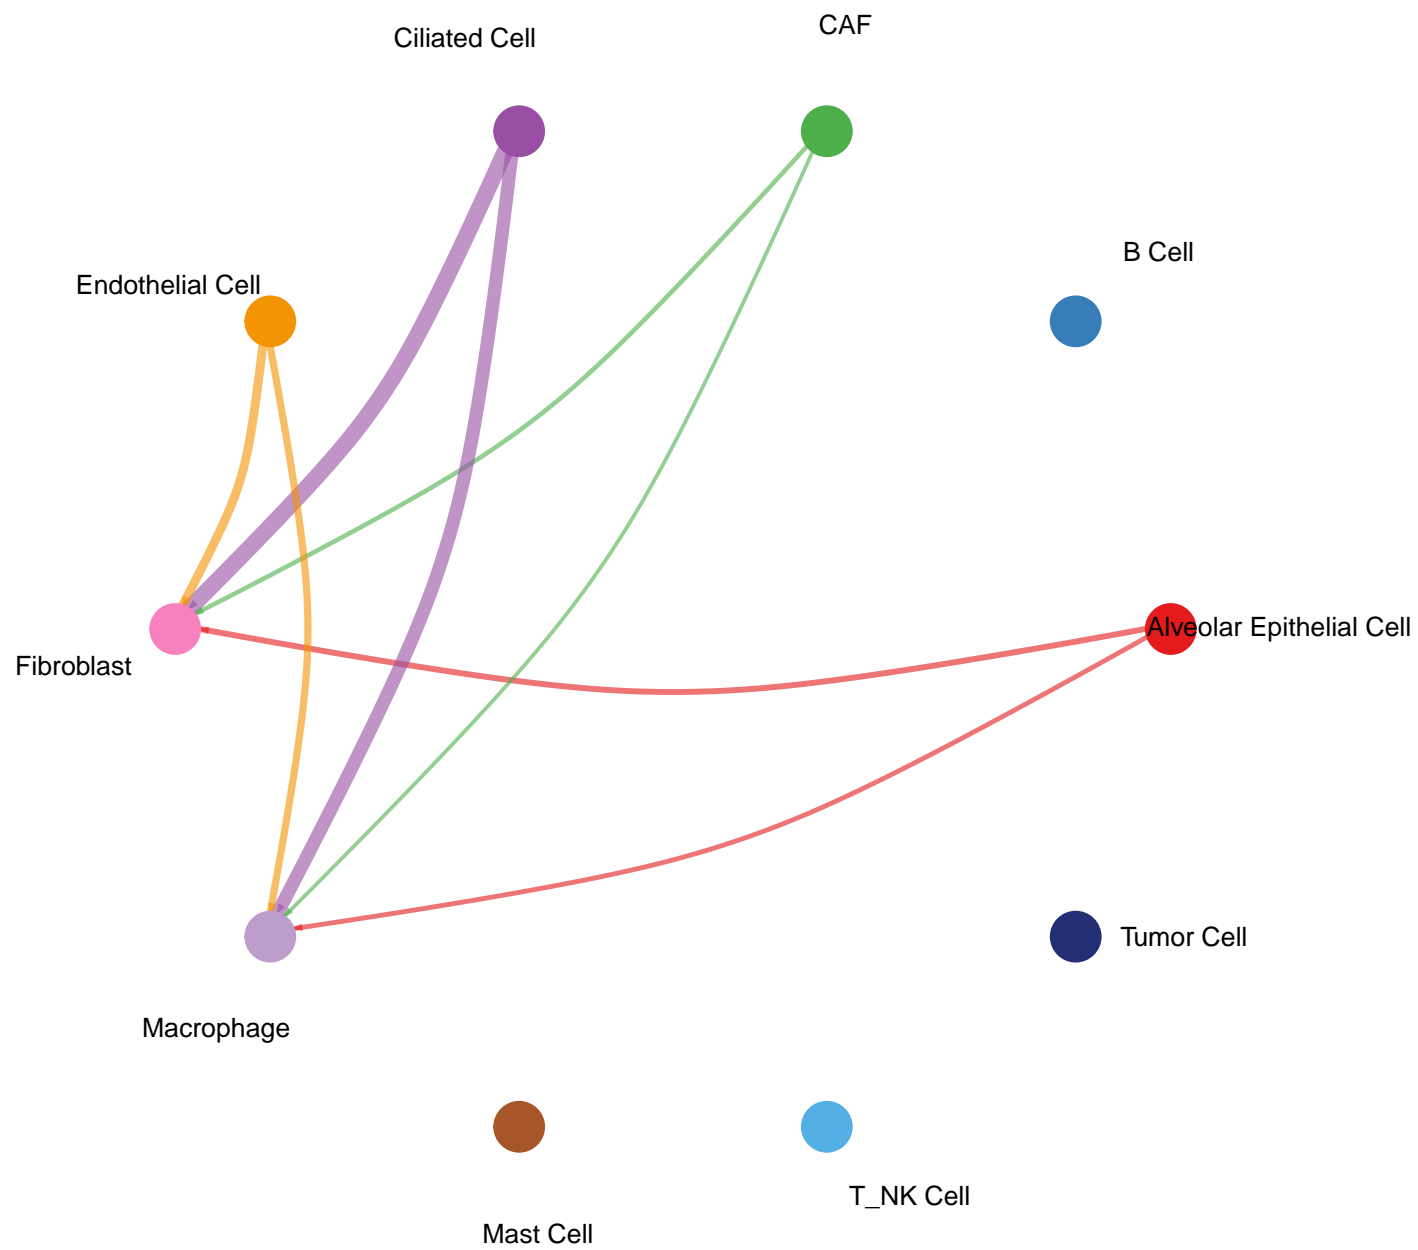 CAF
Ciliated Cell
B Cell
Endothelial Cell
Alveolar Epithelial Cell
Fibroblast
Tumor Cell
Macrophage
T_NK Cell
Mast Cell